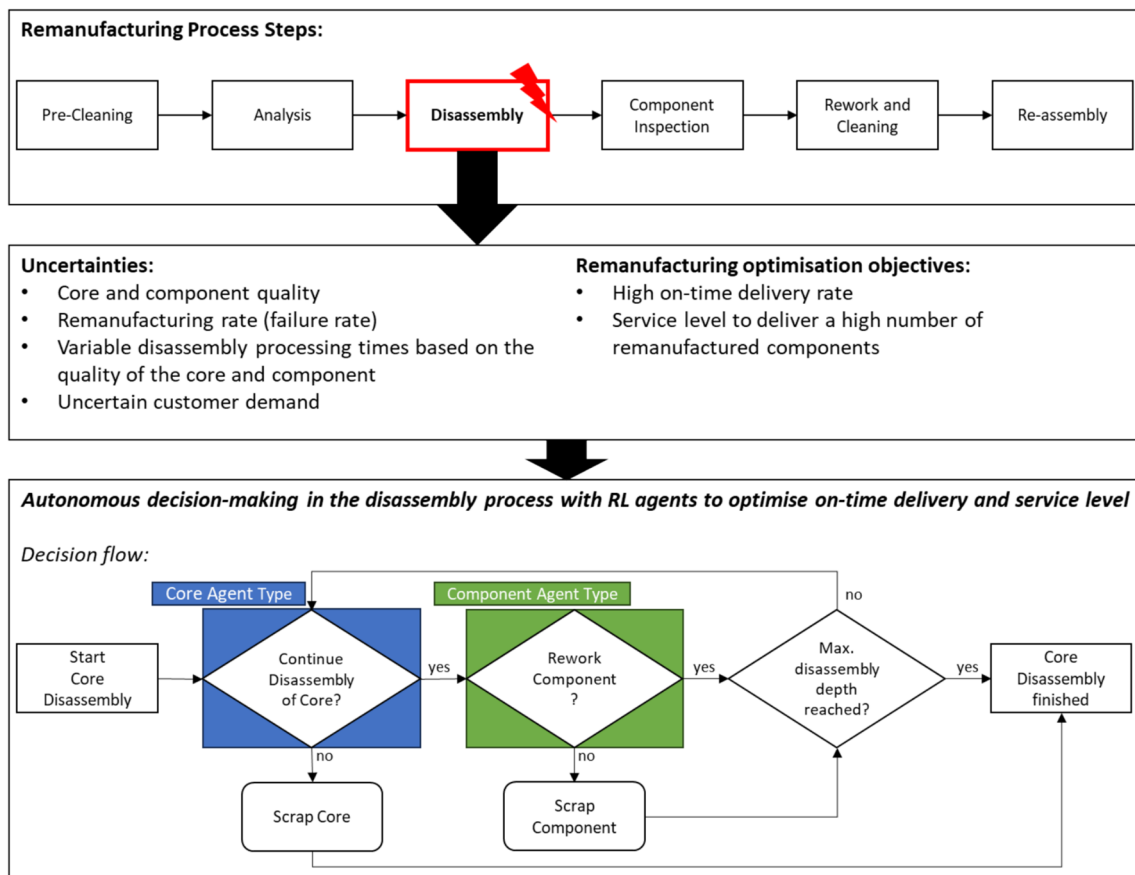 Remanufacturing Process Steps:
Pre-Cleaning
Analysis
Disassembly
Component
Inspection
Rework and
Cleaning
Re-assembly
Uncertainties:
• Core and component quality
• Remanufacturing rate (failure rate)
• Variable disassembly processing times based on the
quality of the core and component
• Uncertain customer demand
Remanufacturing optimisation objectives:
• High on-time delivery rate
• Service level to deliver a high number of
remanufactured components
Autonomous decision-making in the disassembly process with RL agents to optimise on-time delivery and service level
Decision flow:
Core Agent Type
Component Agent Type
no
Start
Core
Disassembly
Continue
Disassembly
of Core?
yes
Rework
Component
?
yes
Max.
disassembly
depth
reached?
yes
Core
Disassembly
finished
no
no
Scrap Core
Scrap
Component